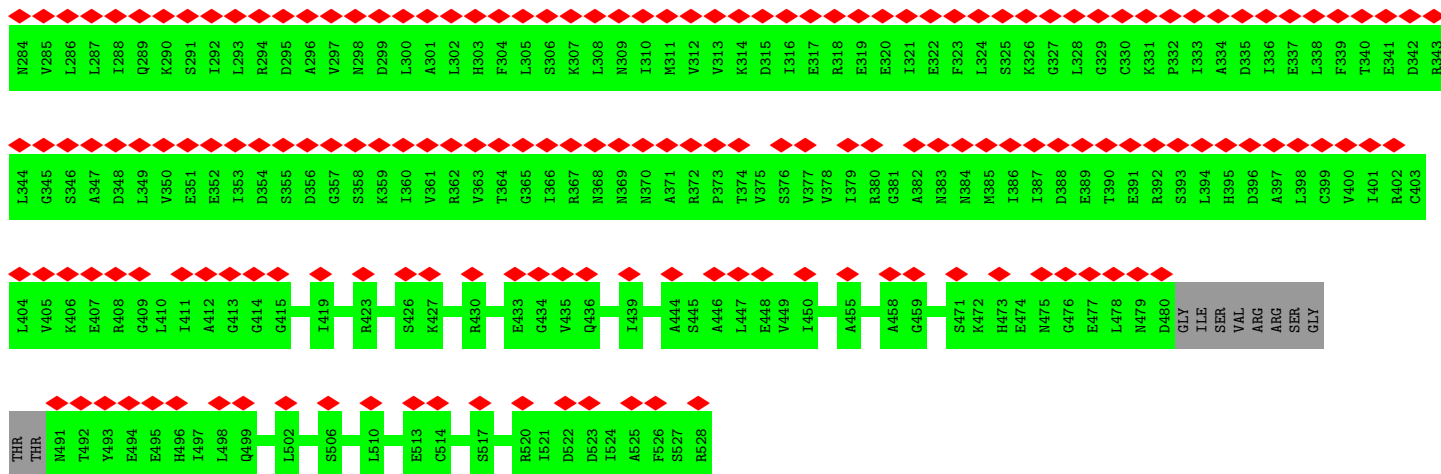 N284 V285 L286 L287 I288 Q289 K290 S291 I292 L293 R294 D295 A296 V297 N298 D299 L300 A301 L302 H303 F304 L305 S306 K307 L308 N309 I310 M311 V312 V313 K314 D315 I316 E317 R318 E319 E320 I321 E322 F323 L324 S325 K326 G327 L328 G329 C330 K331 P332 I333 A334 D335 I336 E337 L338 F339 T340 E341 D342 R343
L344 G345 S346 A347 D348 L349 V350 E351 E352 I353 D354 S355 D356 G357 S358 K359 I360 V361 R362 V363 T364 G365 I366 R367 N368 N369 N370 A371 R372 P373 T374 V375 S376 V377 V378 I379 R380 G381 A382 N383 N384 M385 I386 I387 D388 E389 T390 E391 R392 S393 L394 H395 D396 A397 L398 C399 V400 I401 R402 C403
L404 V405 K406 E407 R408 G409 L410 I411 A412 G413 G414 G415 I419 R423 S426 K427 R430 E433 G434 V435 Q436 I439 A444 S445 A446 L447 E448 V449 I450 A455 A458 G459 S471 K472 H473 E474 N475 G476 E477 L478 N479 D480 GLY ILE SER VAL ARG ARG SER GLY
THR THR N491 T492 Y493 E494 E495 H496 I497 L498 Q499 L502 S506 L510 E513 C514 S517 R520 I521 D522 D523 I524 A525 F526 S527 R528